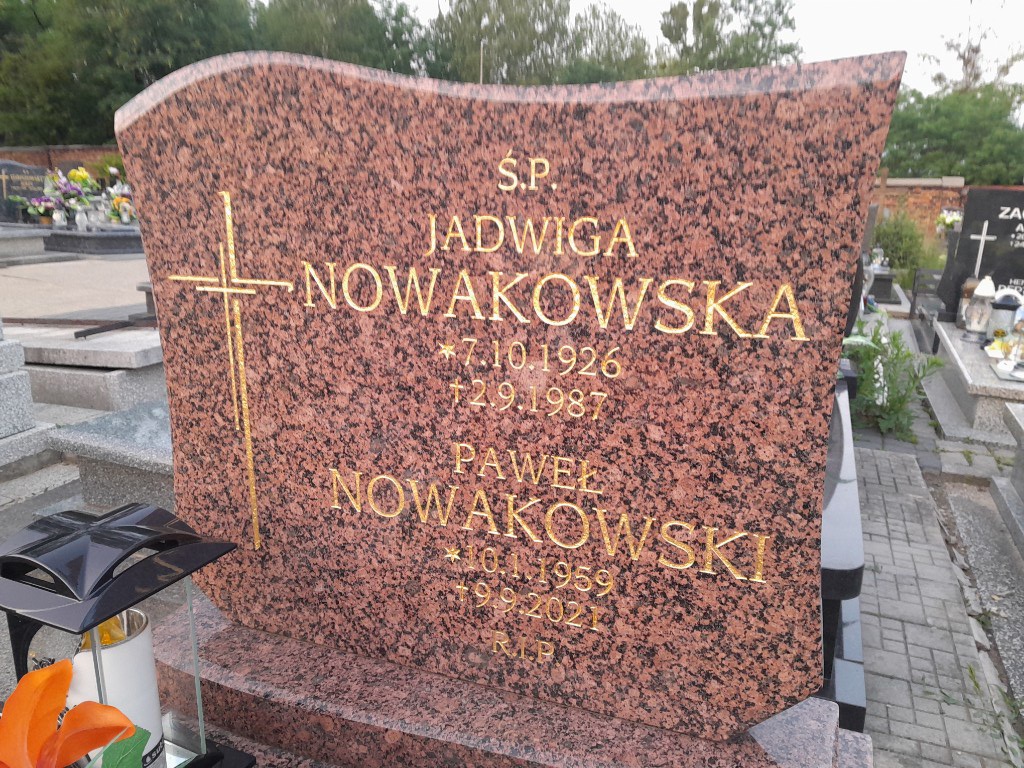 Ś.P.
JADWIGA
NOWAKOWSKA
*7.10.1926
†2.9.1987
PAWEŁ
NOWAKOWSKI
*10.1.1959
†9.9.2021
R.I.P